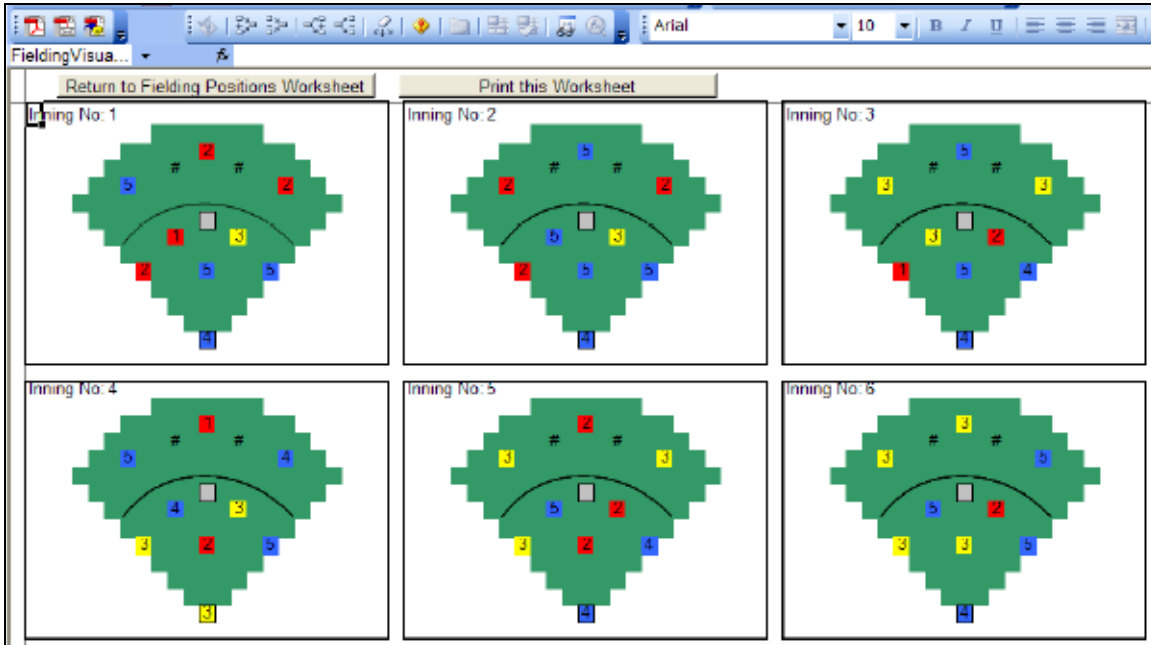 Arial 10 B I U
FieldingVisua... fx
Return to Fielding Positions Worksheet Print this Worksheet
Inning No: 1 Inning No: 2 Inning No: 3
2 5 5
# # # # # #
5 2 2 2 3 3
1 3 5 3 3 2
2 5 5 2 5 5 1 5 4
4 4 4
Inning No: 4 Inning No: 5 Inning No: 6
1 2 3
# # # # # #
5 4 3 3 3 5
4 3 5 2 5 2
3 2 5 3 2 4 3 3 5
3 4 4